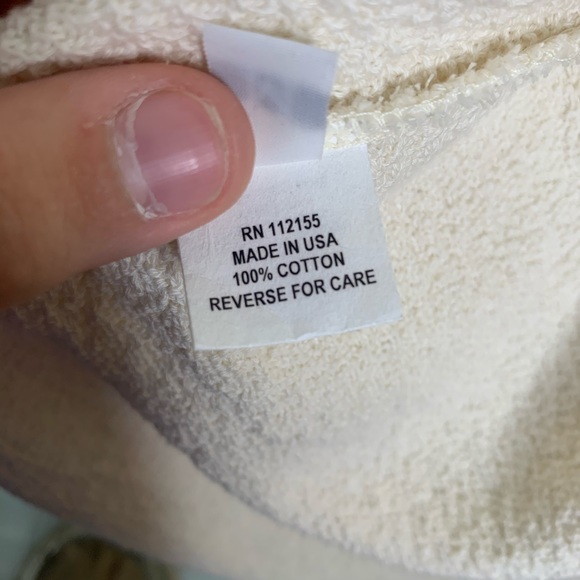 RN 112155
MADE IN USA
100% COTTON
REVERSE FOR CARE